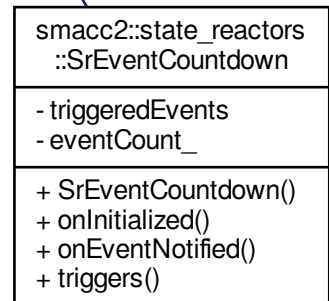 smacc2::state_reactors
::SrEventCountdown
- triggeredEvents
- eventCount_
+ SrEventCountdown()
+ onInitialized()
+ onEventNotified()
+ triggers()